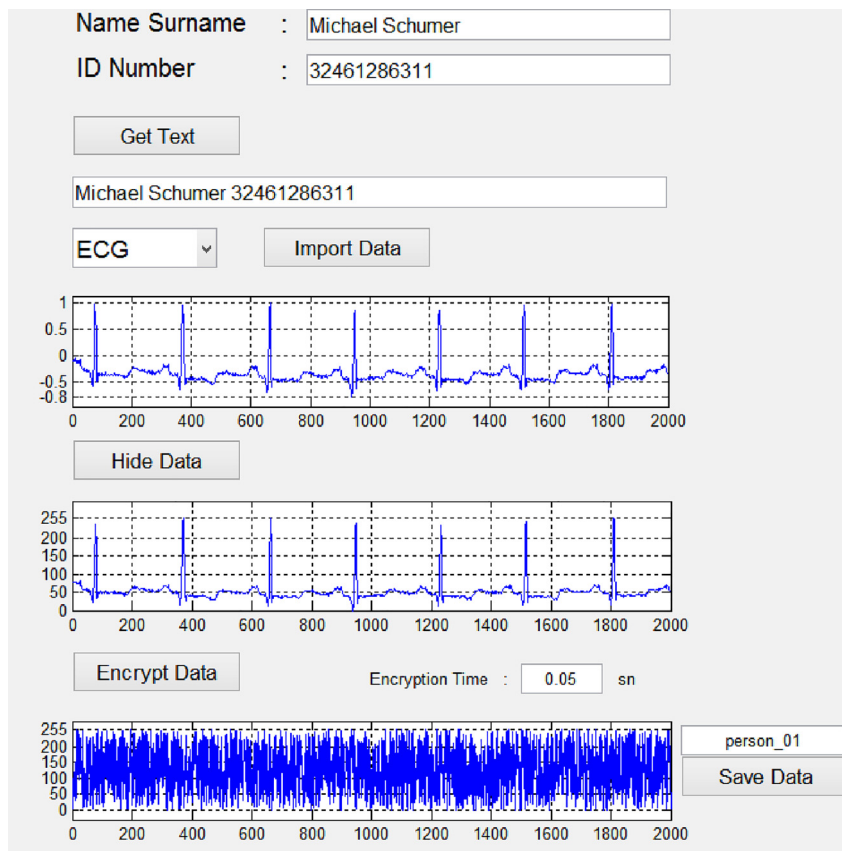 Name Surname : Michael Schumer
ID Number : 32461286311
Get Text
Michael Schumer 32461286311
ECG Import Data
1
0.5
0
-0.5
-0.8
0 200 400 600 800 1000 1200 1400 1600 1800 2000
Hide Data
255
200
150
100
50
0
0 200 400 600 800 1000 1200 1400 1600 1800 2000
Encrypt Data Encryption Time : 0.05 sn
255
200
150
100
50
0
person_01
Save Data
0 200 400 600 800 1000 1200 1400 1600 1800 2000